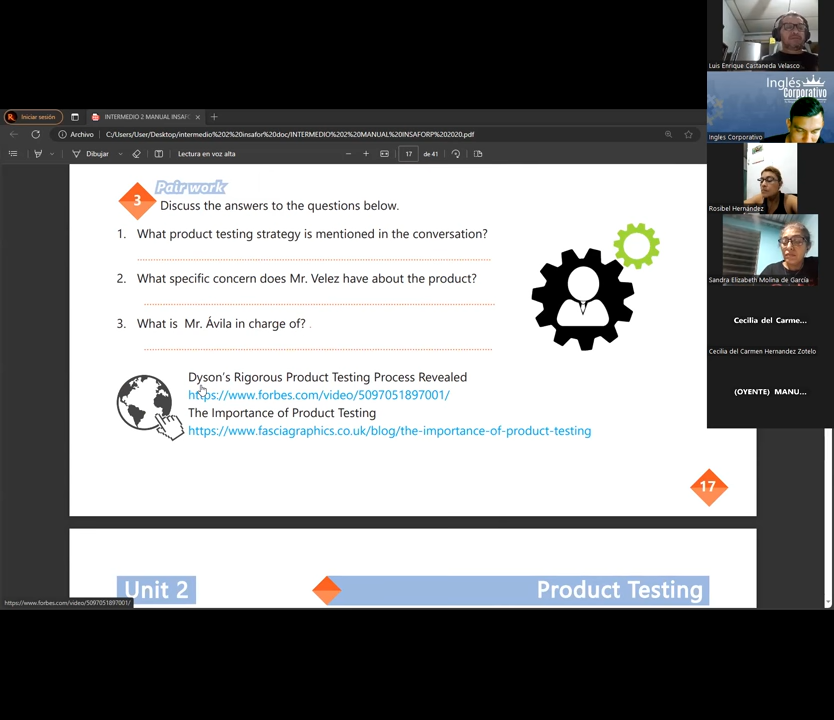 Iniciar sesión
INTERMEDIO 2 MANUAL INSAF
Archivo
C:/Users/User/Desktop/intermedio%202%20insafor%20doc/INTERMEDIO%202%20MANUAL%20INSAFORP%202020.pdf
Dibujar
Lectura en voz alta
17
de 41
3
Pair work
Discuss the answers to the questions below.
1. What product testing strategy is mentioned in the conversation?
2. What specific concern does Mr. Velez have about the product?
3. What is Mr. Ávila in charge of?
Dyson's Rigorous Product Testing Process Revealed
https://www.forbes.com/video/5097051897001/
The Importance of Product Testing
https://www.fasciagraphics.co.uk/blog/the-importance-of-product-testing
17
Unit 2
Product Testing
https://www.forbes.com/video/5097051897001/
Luis Enrique Castaneda Velasco
Inglés
Corporativo
Ingles Corporativo
Rosibel Hernández
Sandra Elizabeth Molina de García
Cecilia del Carme...
Cecilia del Carmen Hernandez Zotelo
(OYENTE) MANU...